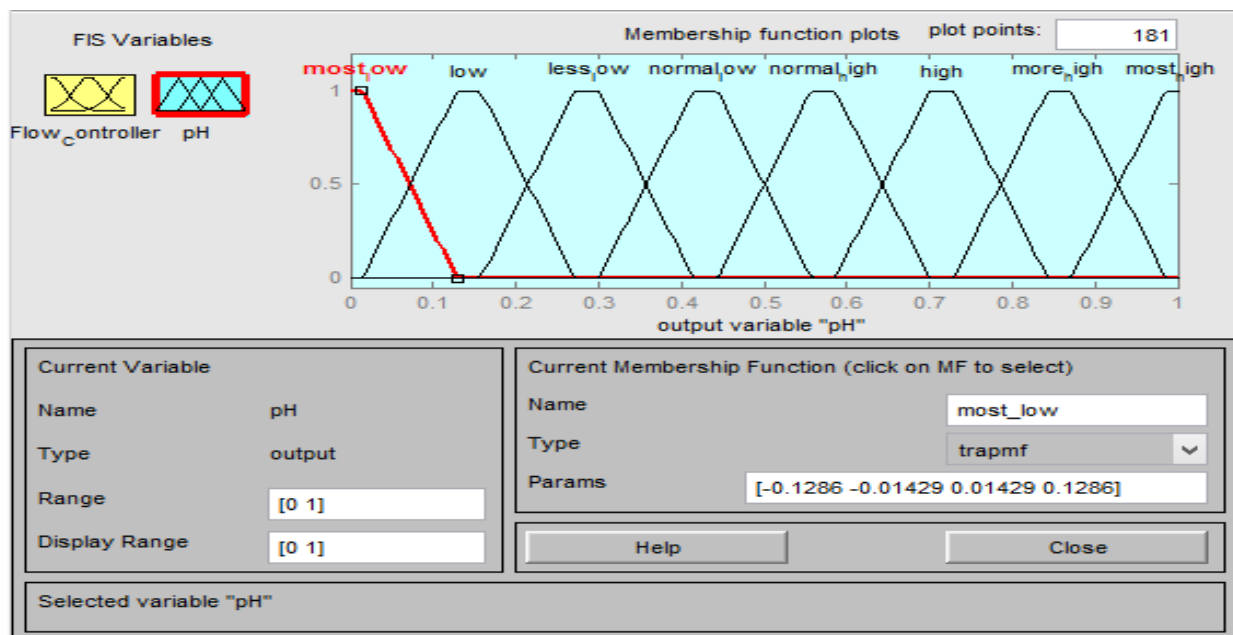 FIS Variables
Membership function plots
plot points:
181
most_low
low
less_low
normal_low
normal_high
high
more_high
most_high
Flow_Controller
pH
1
0.5
0
0
0.1
0.2
0.3
0.4
0.5
0.6
0.7
0.8
0.9
1
output variable "pH"
Current Variable
Name
pH
Type
output
Range
[0 1]
Display Range
[0 1]
Current Membership Function (click on MF to select)
Name
most_low
Type
trapmf
Params
[-0.1286 -0.01429 0.01429 0.1286]
Help
Close
Selected variable "pH"